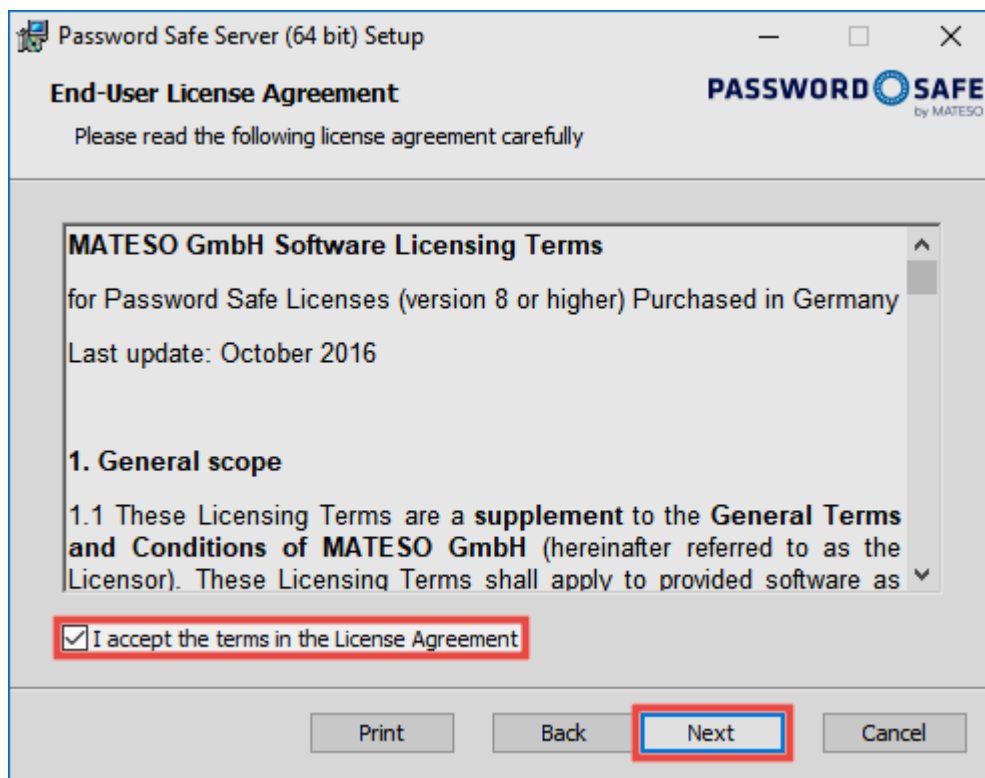 Password Safe Server (64 bit) Setup
End-User License Agreement
PASSWORD SAFE
by MATESO
Please read the following license agreement carefully
MATESO GmbH Software Licensing Terms
for Password Safe Licenses (version 8 or higher) Purchased in Germany
Last update: October 2016
1. General scope
1.1 These Licensing Terms are a supplement to the General Terms
and Conditions of MATESO GmbH (hereinafter referred to as the
Licensor). These Licensing Terms shall apply to provided software as
I accept the terms in the License Agreement
Print Back Next Cancel